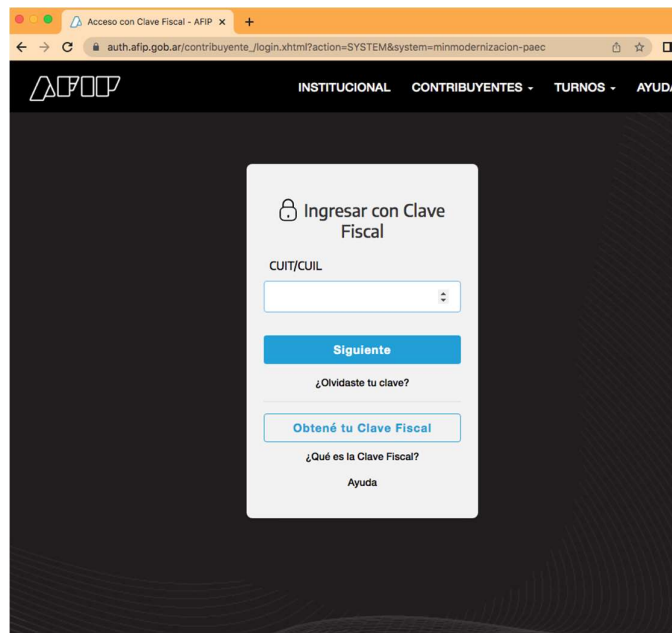 Acceso con Clave Fiscal - AFIP
auth.afip.gob.ar/contribuyente_/login.xhtml?action=SYSTEM&system=minmodernizacion-paec
AFIP
INSTITUCIONAL CONTRIBUYENTES TURNOS AYUDA
Ingresar con Clave
Fiscal
CUIT/CUIL
Siguiente
¿Olvidaste tu clave?
Obtené tu Clave Fiscal
¿Qué es la Clave Fiscal?
Ayuda